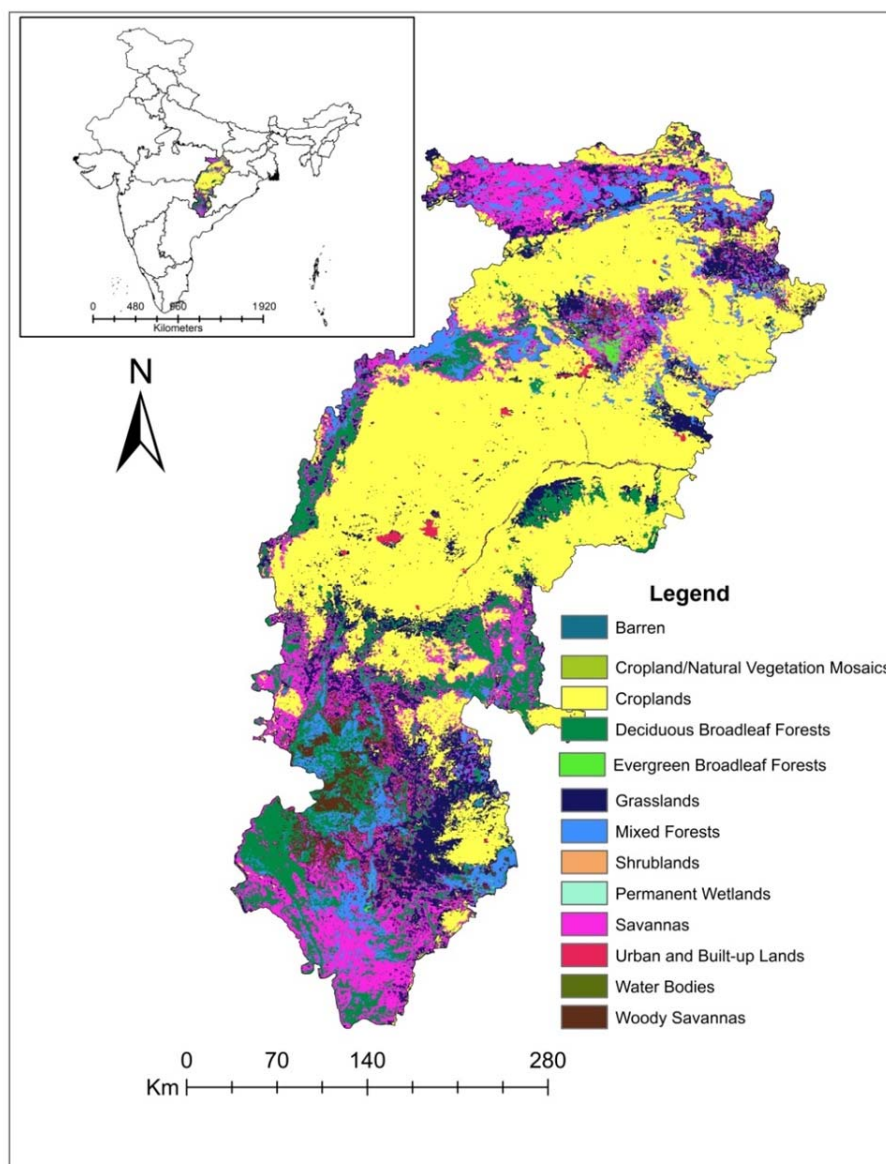 0 480 960 1920
Kilometers
N
Legend
Barren
Cropland/Natural Vegetation Mosaics
Croplands
Deciduous Broadleaf Forests
Evergreen Broadleaf Forests
Grasslands
Mixed Forests
Shrublands
Permanent Wetlands
Savannas
Urban and Built-up Lands
Water Bodies
Woody Savannas
0 70 140 280
Km